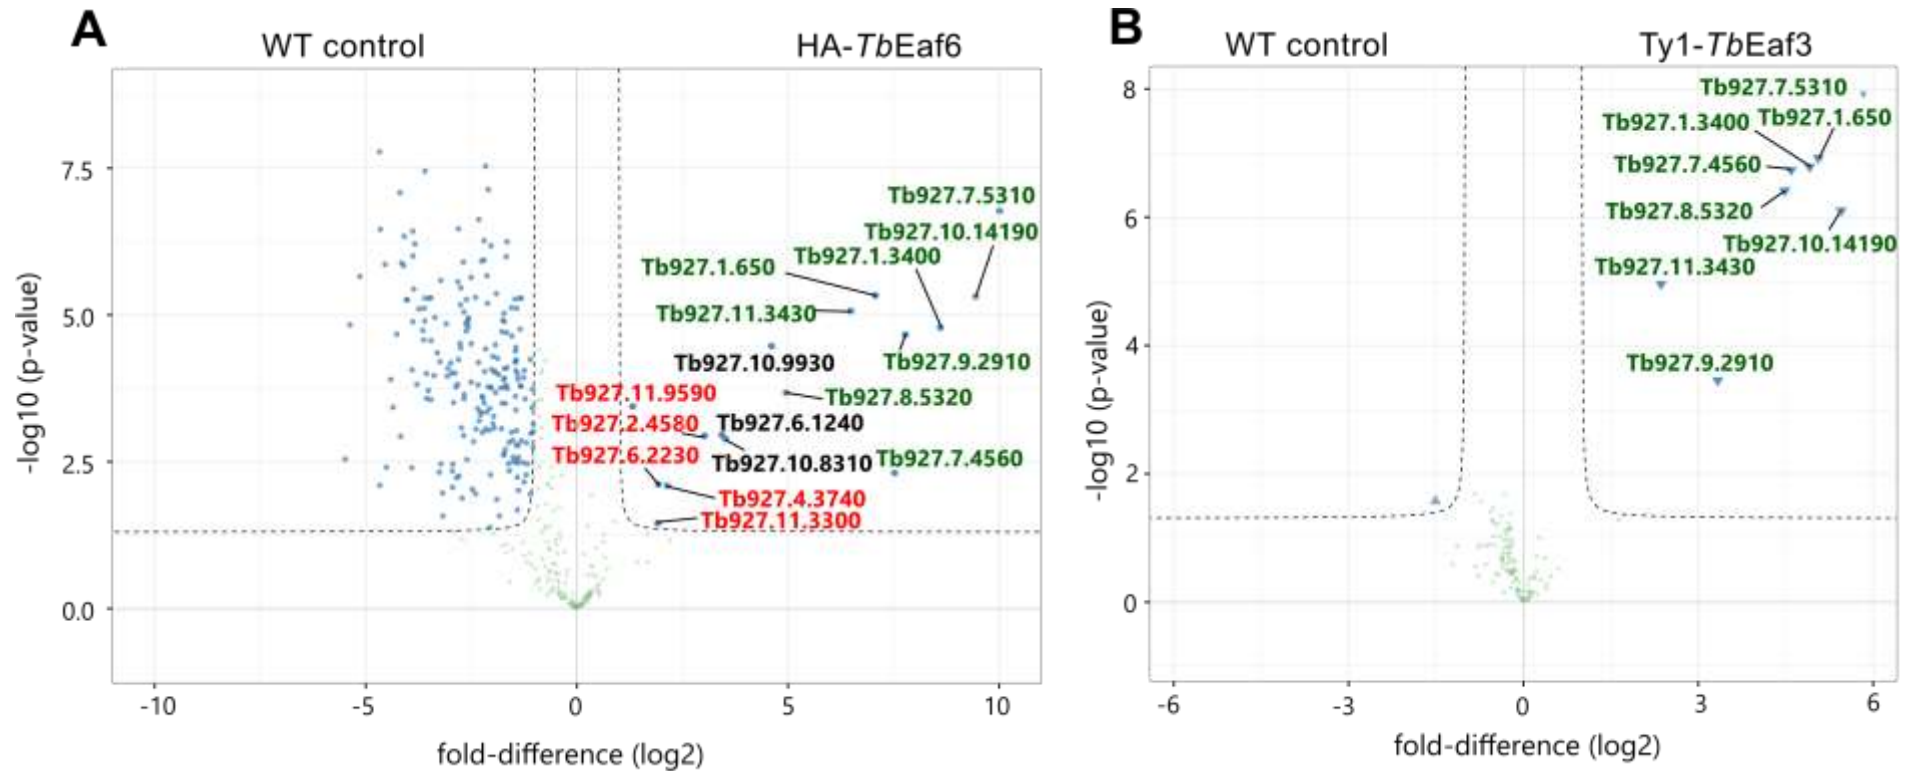 A
WT control
HA-TbEaf6
7.5
5.0
2.5
0.0
-log10 (p-value)
Tb927.7.5310
Tb927.10.14190
Tb927.1.3400
Tb927.1.650
Tb927.11.3430
Tb927.10.9930
Tb927.9.2910
Tb927.11.9590
Tb927.8.5320
Tb927.2.4580
Tb927.6.1240
Tb927.6.2230
Tb927.10.8310
Tb927.7.4560
Tb927.4.3740
Tb927.11.3300
-10
-5
0
5
10
fold-difference (log2)
B
WT control
Ty1-TbEaf3
8
6
4
2
0
-log10 (p-value)
Tb927.7.5310
Tb927.1.3400
Tb927.1.650
Tb927.7.4560
Tb927.8.5320
Tb927.10.14190
Tb927.11.3430
Tb927.9.2910
-6
-3
0
3
6
fold-difference (log2)